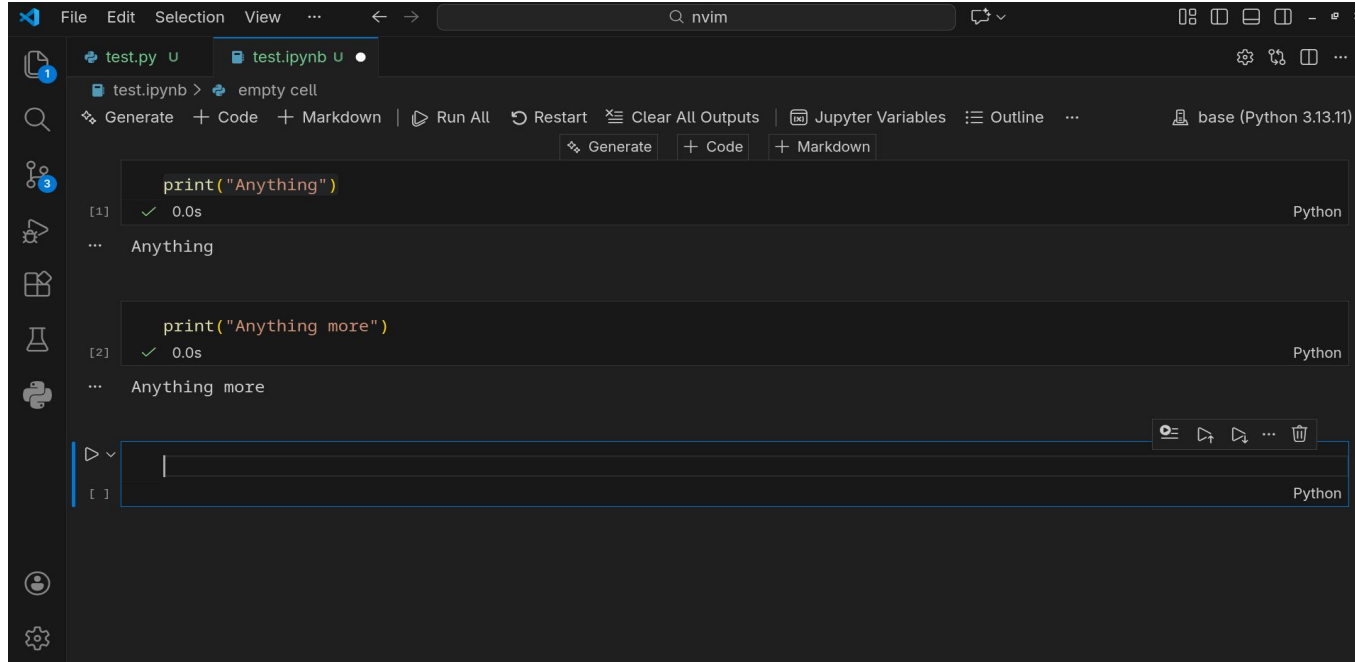 File Edit Selection View ··· nvim
1
test.py U test.ipynb U
test.ipynb > empty cell
Generate + Code + Markdown | Run All Restart Clear All Outputs | Jupyter Variables Outline ··· base (Python 3.13.11)
Generate + Code + Markdown
3
print("Anything")
[1] 0.0s Python
··· Anything
print("Anything more")
[2] 0.0s Python
··· Anything more
[ ] Python